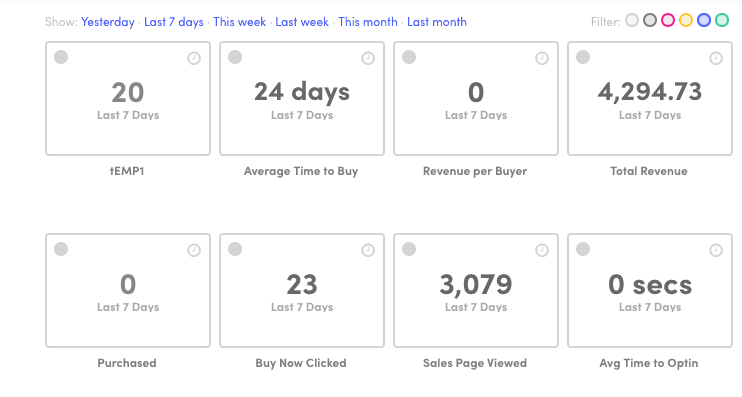 Show: Yesterday · Last 7 days · This week · Last week · This month · Last month Filter:
20 24 days 0 4,294.73
Last 7 Days Last 7 Days Last 7 Days Last 7 Days
tEMP1 Average Time to Buy Revenue per Buyer Total Revenue
0 23 3,079 0 secs
Last 7 Days Last 7 Days Last 7 Days Last 7 Days
Purchased Buy Now Clicked Sales Page Viewed Avg Time to Optin